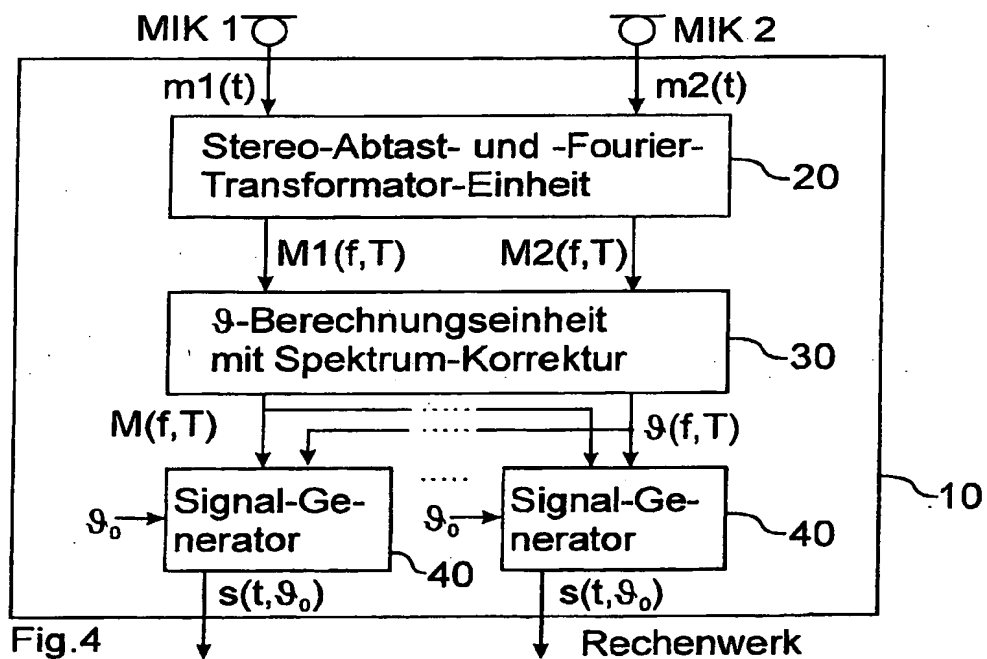 MIK 1 MIK 2
m1(t) m2(t)
Stereo-Abtast- und -Fourier-
Transformator-Einheit
20
M1(f,T) M2(f,T)
ϑ-Berechnungseinheit
mit Spektrum-Korrektur
30
M(f,T) ϑ(f,T)
Signal-Ge-
nerator
ϑ₀
40
Signal-Ge-
nerator
ϑ₀
40
10
s(t,ϑ₀) s(t,ϑ₀)
Fig.4 Rechenwerk